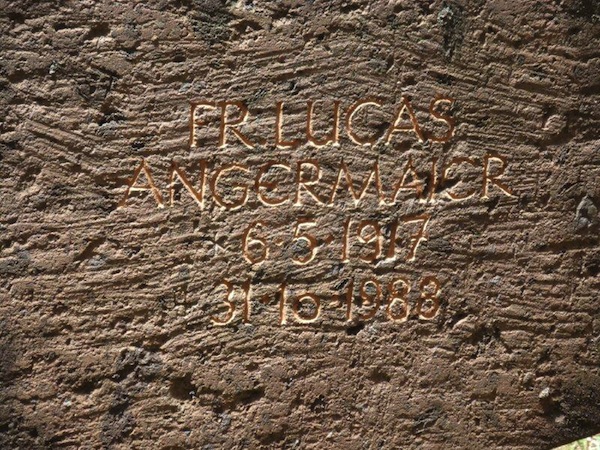 FR. LUCAS
ANGERMAIER
6·5·1917
31·10·1988